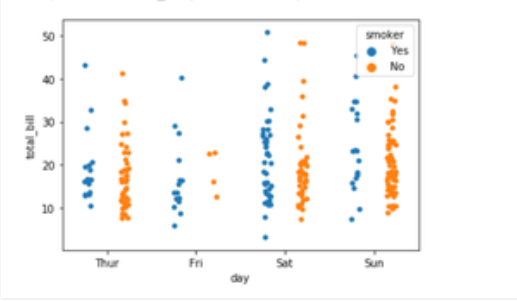 smoker
Yes
No
50
40
30
20
10
total_bill
Thur Fri Sat Sun
day